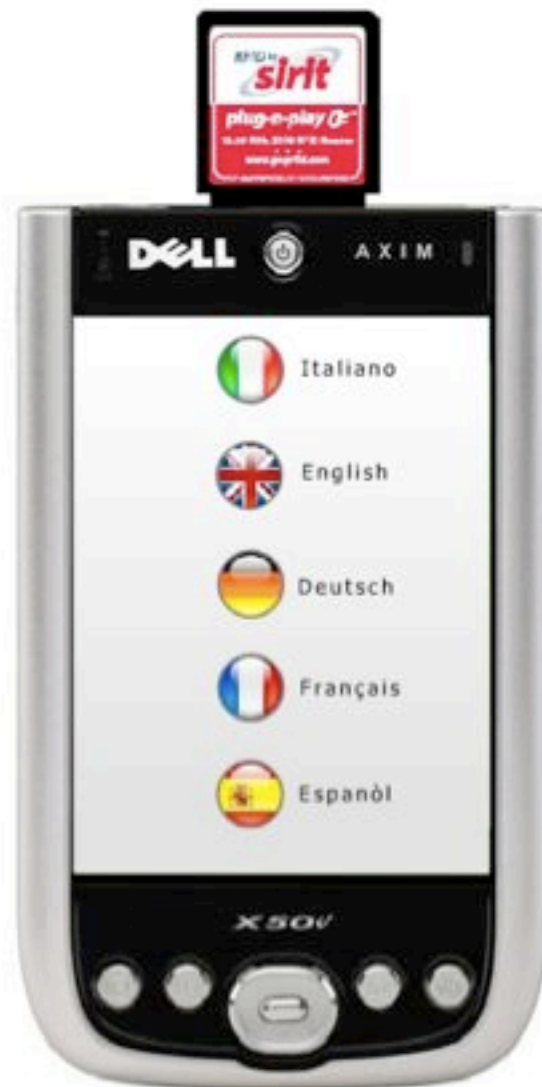 sirit
plug-n-play
DELL
AXIM
Italiano
English
Deutsch
Français
Espanòl
X50v